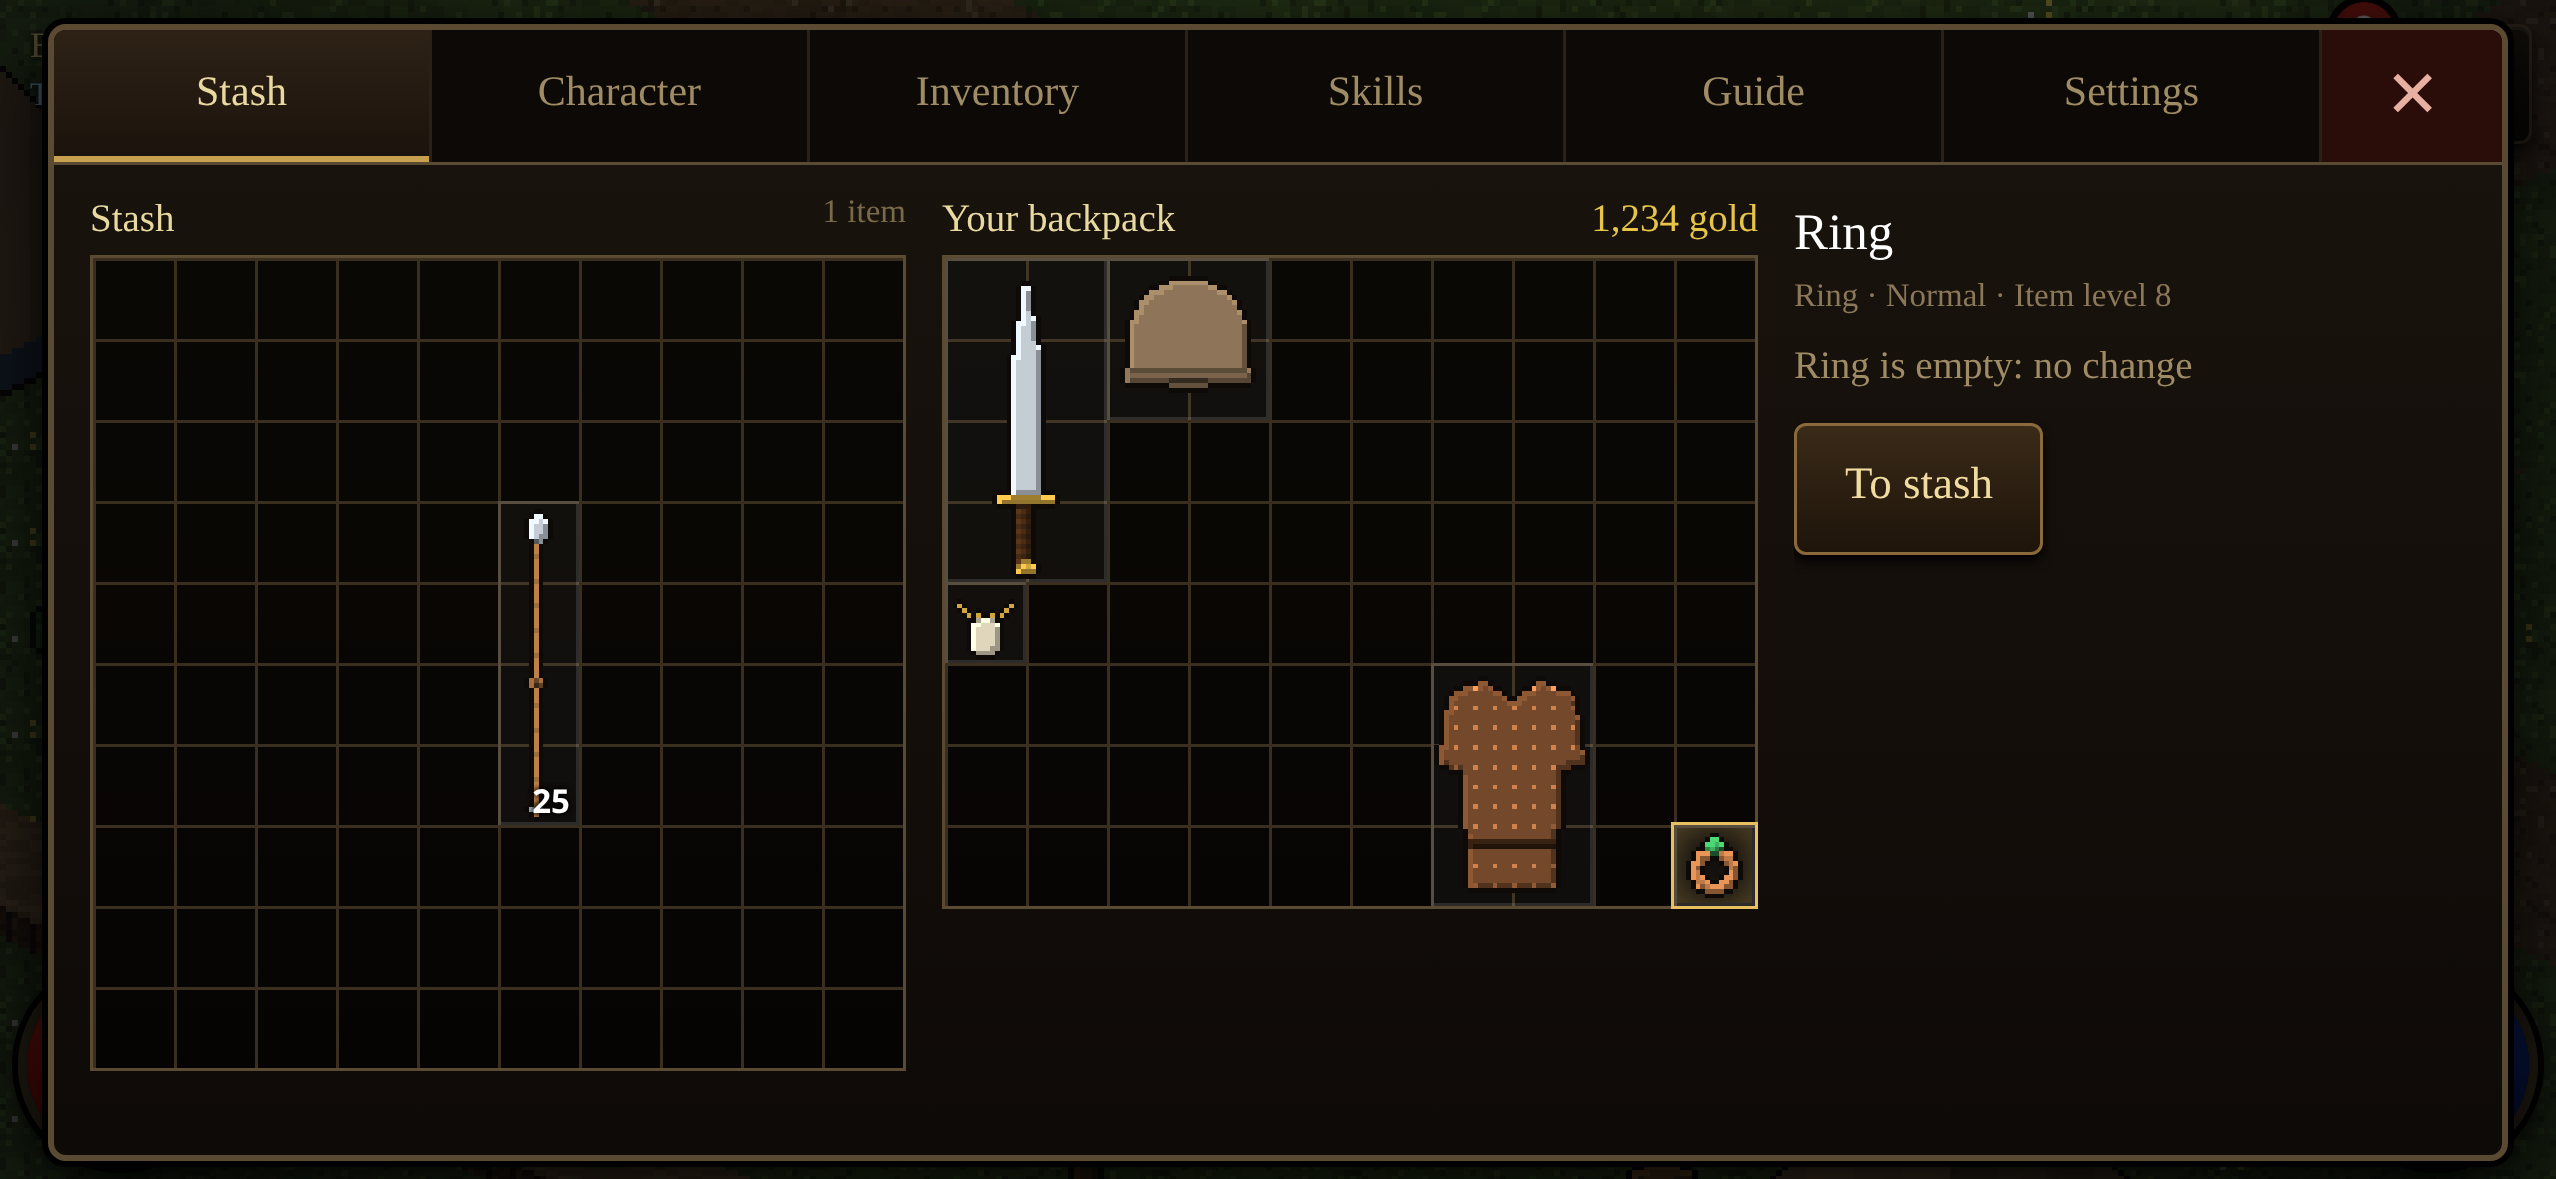 Stash
Character
Inventory
Skills
Guide
Settings
Stash
1 item
Your backpack
1,234 gold
Ring
Ring · Normal · Item level 8
Ring is empty: no change
To stash
25